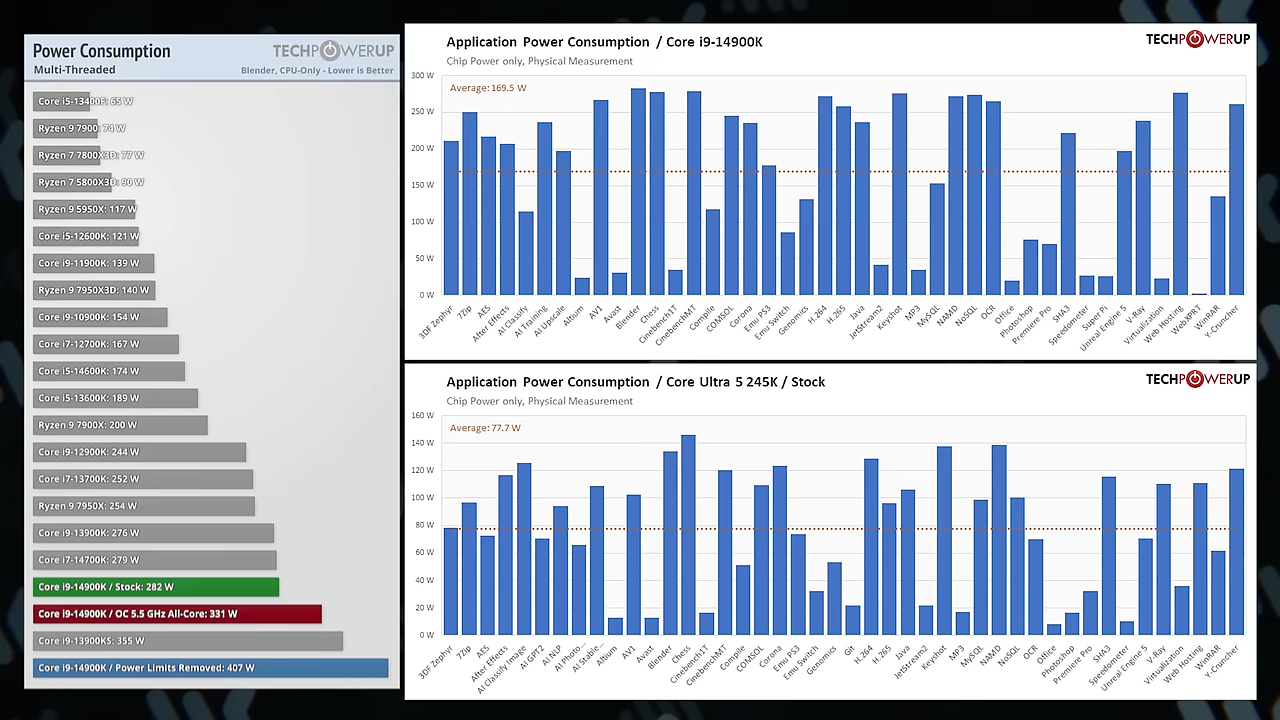 Power Consumption
TECHPOWERUP
Multi-Threaded
Blender, CPU-Only - Lower is Better
Core i5-13400F: 65 W
Ryzen 9 7900: 74 W
Ryzen 7 7800X3D: 77 W
Ryzen 7 5800X3D: 90 W
Ryzen 9 5950X: 117 W
Core i5-12600K: 121 W
Core i9-11900K: 139 W
Ryzen 9 7950X3D: 140 W
Core i9-10900K: 154 W
Core i7-12700K: 167 W
Core i5-14600K: 174 W
Core i5-13600K: 189 W
Ryzen 9 7900X: 200 W
Core i9-12900K: 244 W
Core i7-13700K: 252 W
Ryzen 9 7950X: 254 W
Core i9-13900K: 276 W
Core i7-14700K: 279 W
Core i9-14900K / Stock: 282 W
Core i9-14900K / OC 5.5 GHz All-Core: 331 W
Core i9-13900KS: 355 W
Core i9-14900K / Power Limits Removed: 407 W
Application Power Consumption / Core i9-14900K
TECHPOWERUP
Chip Power only, Physical Measurement
300 W
Average: 169.5 W
250 W
200 W
150 W
100 W
50 W
0 W
3DF Zephyr
7Zip
AES
After Effects
AI Classify
AI Training
AI Upscale
Altium
AV1
Avast
Blender
Chess
Cinebench1T
CinebenchMT
Compile
COMSOL
Corona
Emu PS3
Emu Switch
Genomics
H.264
H.265
Java
JetStream2
Keyshot
MP3
MySQL
NAMD
NoSQL
OCR
Office
Photoshop
Premiere Pro
SHA3
Speedometer
Super Pi
Unreal Engine 5
V-Ray
Virtualization
Web Hosting
WebXPRT
WinRAR
Y-Cruncher
Application Power Consumption / Core Ultra 5 245K / Stock
TECHPOWERUP
Chip Power only, Physical Measurement
160 W
Average: 77.7 W
140 W
120 W
100 W
80 W
60 W
40 W
20 W
0 W
3DF Zephyr
7Zip
AES
After Effects
AI Classify Image
AI GPT2
AI NLP
AI Photo...
AI Stable...
Altium
AV1
Avast
Blender
Chess
Cinebench1T
CinebenchMT
Compile
COMSOL
Corona
Emu PS3
Emu Switch
Genomics
Git
H.264
H.265
Java
JetStream2
Keyshot
MP3
MySQL
NAMD
NoSQL
OCR
Office
Photoshop
Premiere Pro
SHA3
Speedometer
Unreal Engine 5
V-Ray
Virtualization
Web Hosting
WinRAR
Y-Cruncher